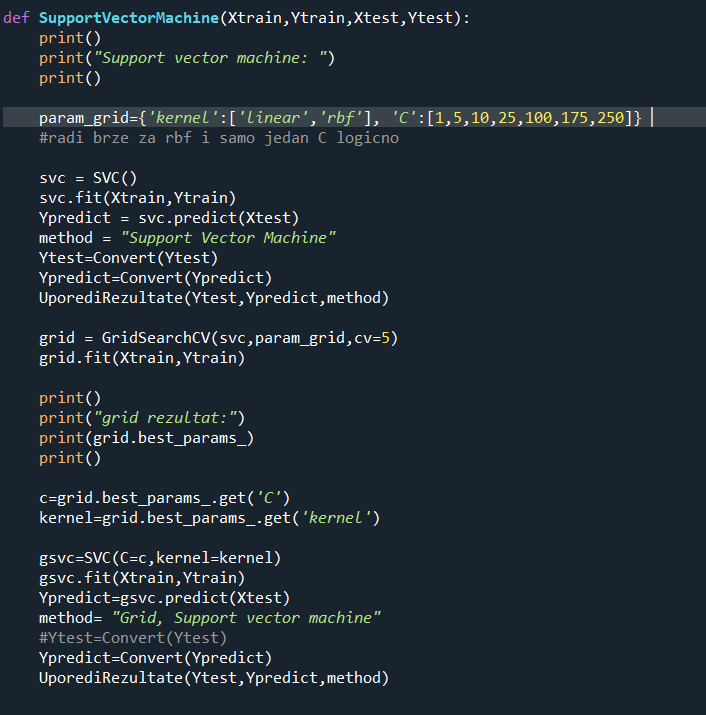 def SupportVectorMachine(Xtrain,Ytrain,Xtest,Ytest):
print()
print("Support vector machine: ")
print()
param_grid={'kernel':['linear','rbf'], 'C':[1,5,10,25,100,175,250]}
#radi brze za rbf i samo jedan C logicno
svc = SVC()
svc.fit(Xtrain,Ytrain)
Ypredict = svc.predict(Xtest)
method = "Support Vector Machine"
Ytest=Convert(Ytest)
Ypredict=Convert(Ypredict)
UporediRezultate(Ytest,Ypredict,method)
grid = GridSearchCV(svc,param_grid,cv=5)
grid.fit(Xtrain,Ytrain)
print()
print("grid rezultat:")
print(grid.best_params_)
print()
c=grid.best_params_.get('C')
kernel=grid.best_params_.get('kernel')
gsvc=SVC(C=c,kernel=kernel)
gsvc.fit(Xtrain,Ytrain)
Ypredict=gsvc.predict(Xtest)
method= "Grid, Support vector machine"
#Ytest=Convert(Ytest)
Ypredict=Convert(Ypredict)
UporediRezultate(Ytest,Ypredict,method)